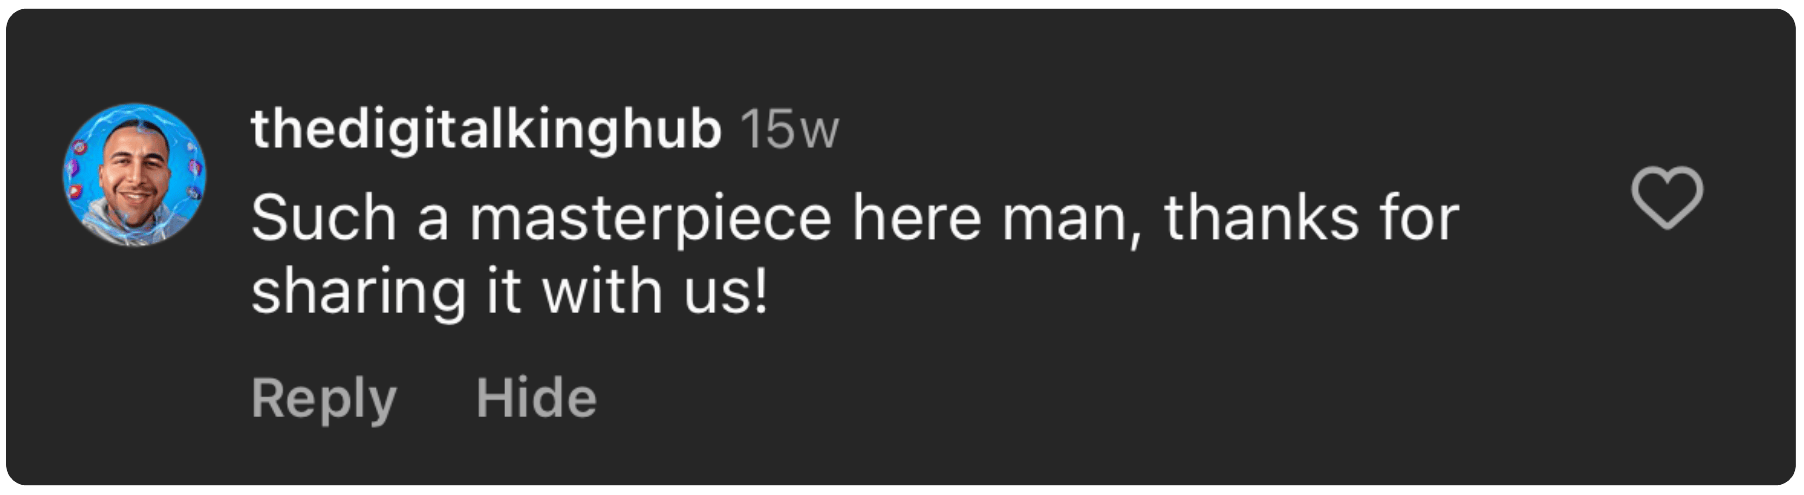 thedigitalkinghub 15w
Such a masterpiece here man, thanks for
sharing it with us!
Reply Hide